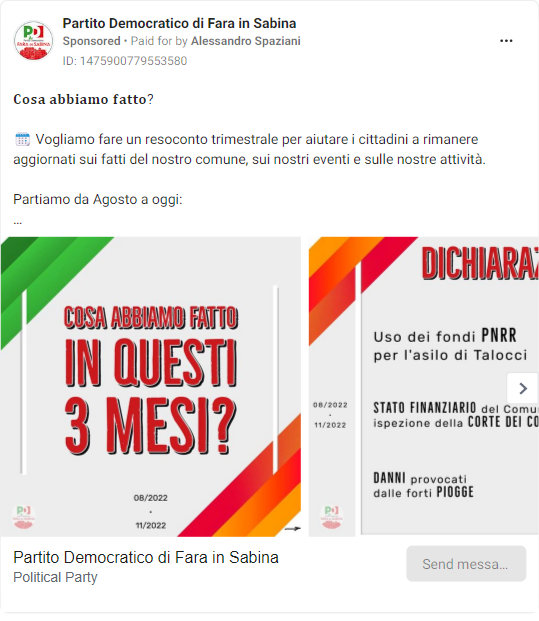 Partito Democratico di Fara in Sabina
Sponsored • Paid for by Alessandro Spaziani
ID: 1475900779553580
Cosa abbiamo fatto?
Vogliamo fare un resoconto trimestrale per aiutare i cittadini a rimanere
aggiornati sui fatti del nostro comune, sui nostri eventi e sulle nostre attività.
Partiamo da Agosto a oggi:
...
COSA ABBIAMO FATTO
IN QUESTI
3 MESI?
08/2022
-
11/2022
DICHIARAZ
Uso dei fondi PNRR
per l'asilo di Talocci
08/2022
-
11/2022
STATO FINANZIARIO del Comu
ispezione della CORTE DEI CO
DANNI provocati
dalle forti PIOGGE
Partito Democratico di Fara in Sabina
Political Party
Send messa...